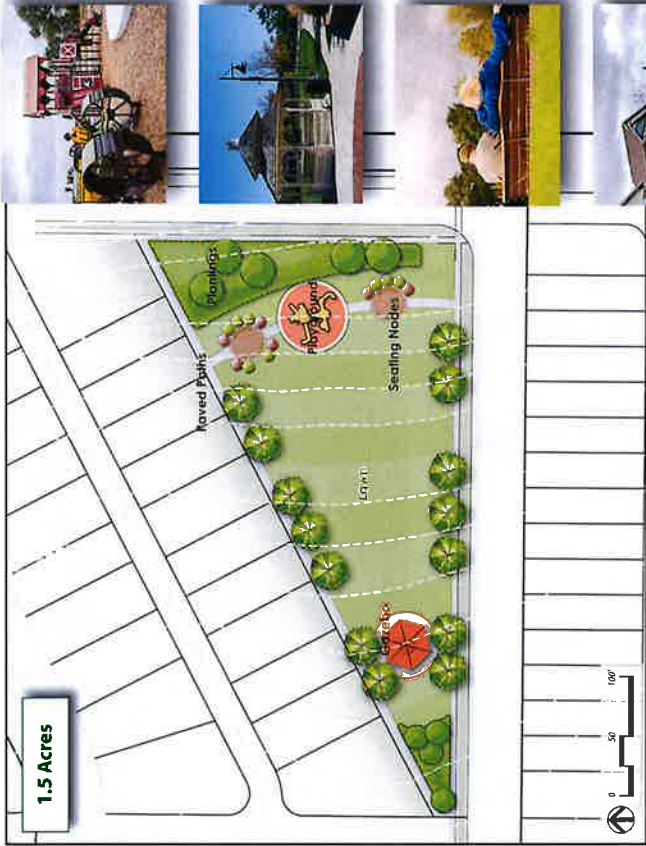 1.5 Acres
Plantings
Playground
Paved Paths
Seating Nodes
Lawn
Gazebo
0 50 100'